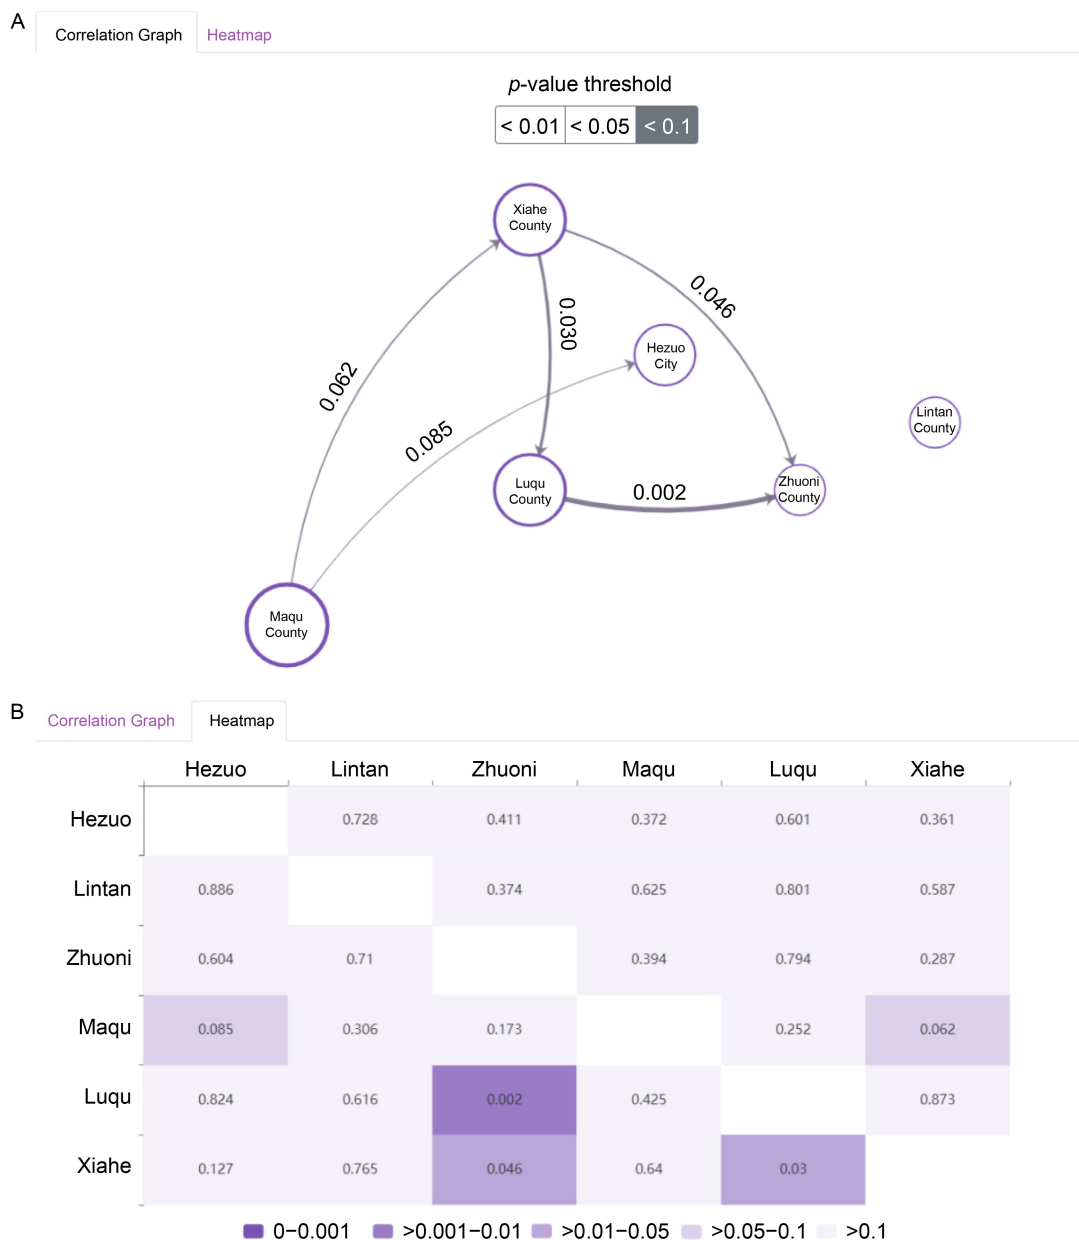 A
Correlation Graph Heatmap
p-value threshold
< 0.01 < 0.05 < 0.1
Xiahe
County
0.046
0.030
Hezuo
City
0.062
0.085
Lintan
County
Luqu
County
0.002
Zhuoni
County
Maqu
County
B
Correlation Graph Heatmap
Hezuo Lintan Zhuoni Maqu Luqu Xiahe
Hezuo 0.728 0.411 0.372 0.601 0.361
Lintan 0.886 0.374 0.625 0.801 0.587
Zhuoni 0.604 0.71 0.394 0.794 0.287
Maqu 0.085 0.306 0.173 0.252 0.062
Luqu 0.824 0.616 0.002 0.425 0.873
Xiahe 0.127 0.765 0.046 0.64 0.03
0−0.001 >0.001−0.01 >0.01−0.05 >0.05−0.1 >0.1